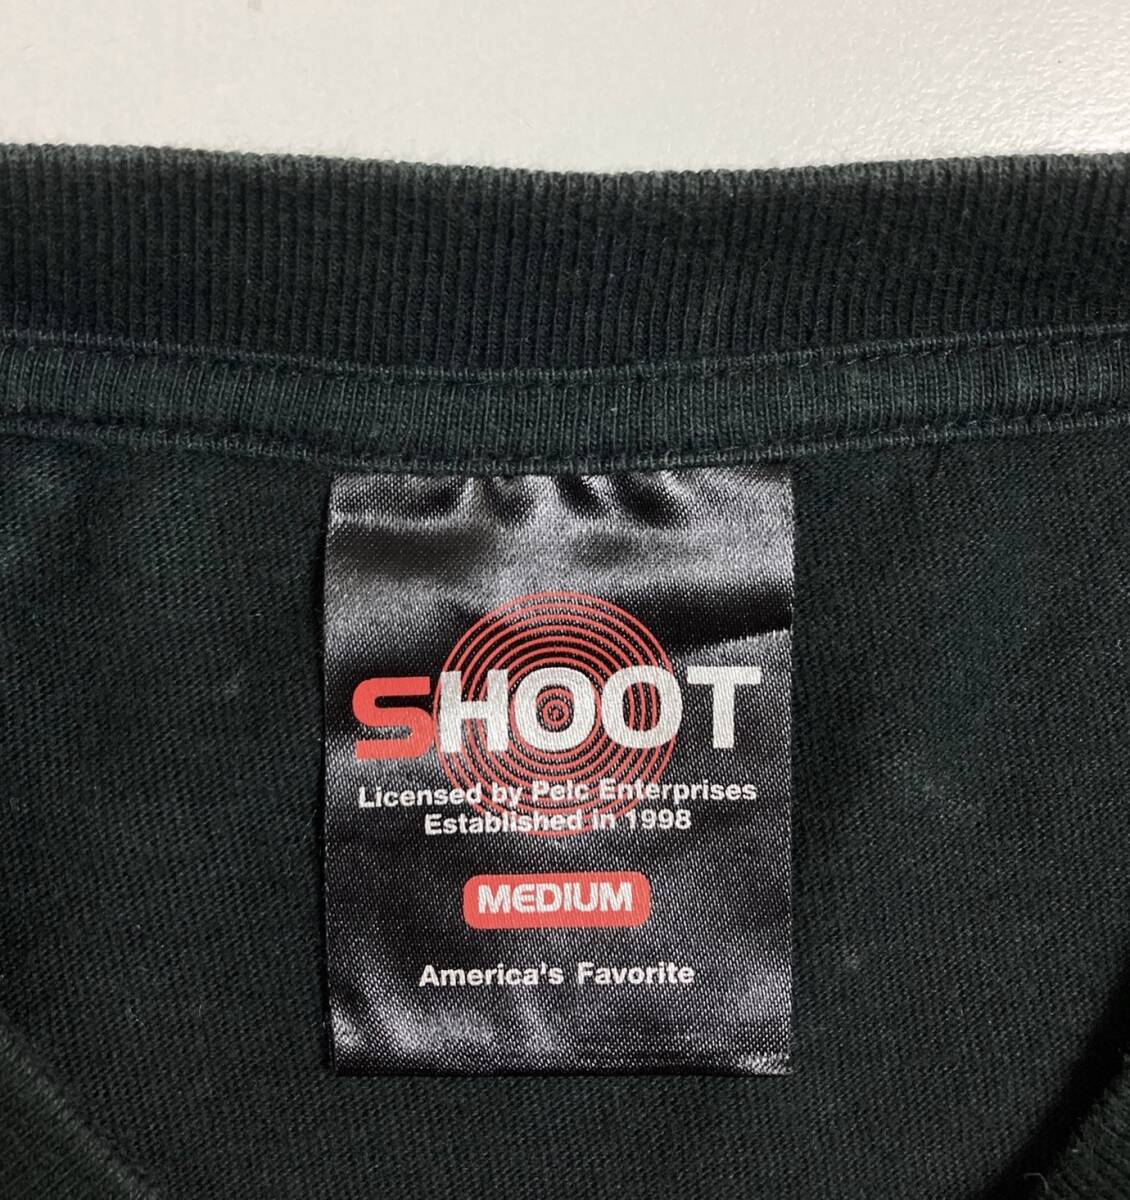 SHOOT
Licensed by Pelc Enterprises
Established in 1998
MEDIUM
America's Favorite